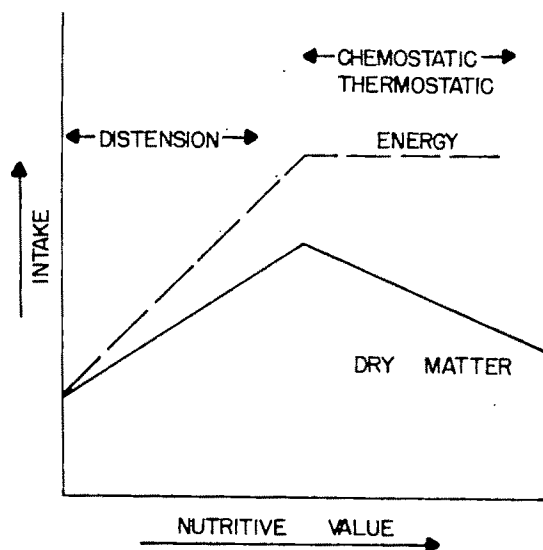 CHEMOSTATIC
THERMOSTATIC
DISTENSION
ENERGY
INTAKE
DRY MATTER
NUTRITIVE VALUE